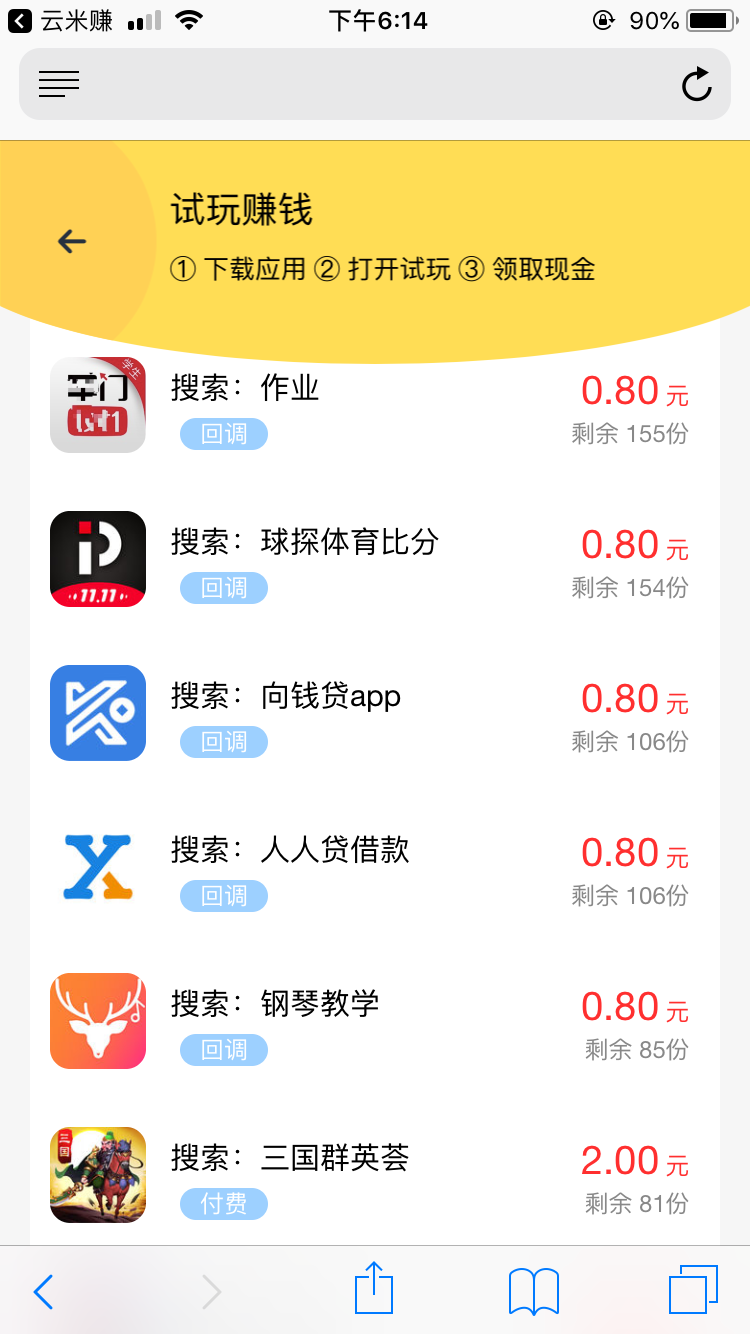 云米赚 下午6:14 90%
试玩赚钱
① 下载应用 ② 打开试玩 ③ 领取现金
学生
搜索：作业 0.80 元
回调 剩余 155份
搜索：球探体育比分 0.80 元
11.11
回调 剩余 154份
搜索：向钱贷app 0.80 元
回调 剩余 106份
搜索：人人贷借款 0.80 元
回调 剩余 106份
搜索：钢琴教学 0.80 元
回调 剩余 85份
三国
搜索：三国群英荟 2.00 元
付费 剩余 81份